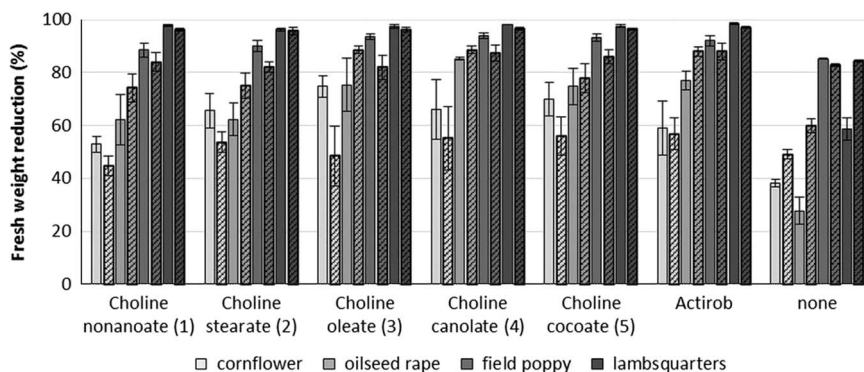 Fresh weight reduction (%)
100
80
60
40
20
0
Choline
nonanoate (1)
Choline
stearate (2)
Choline
oleate (3)
Choline
canolate (4)
Choline
cocoate (5)
Actirob
none
cornflower
oilseed rape
field poppy
lambsquarters